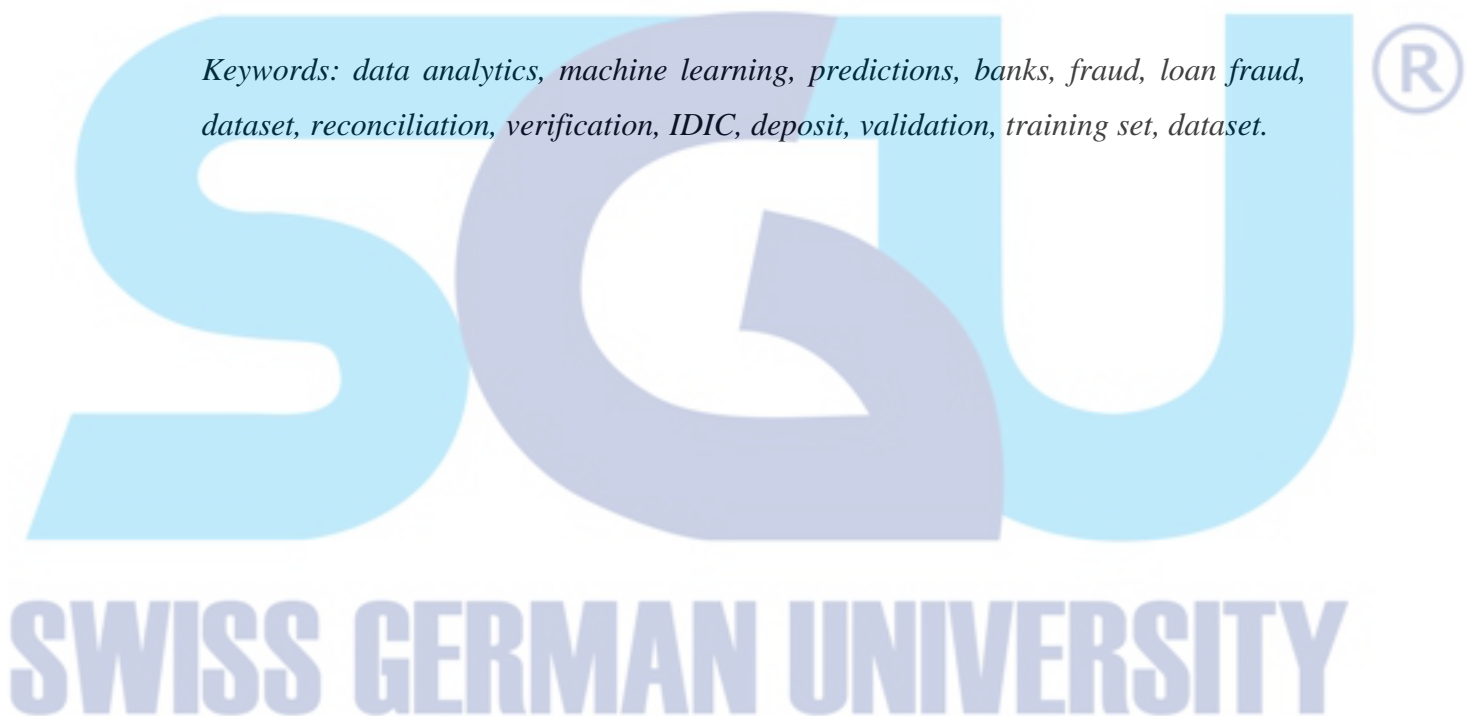 Keywords: data analytics, machine learning, predictions, banks, fraud, loan fraud,
dataset, reconciliation, verification, IDIC, deposit, validation, training set, dataset.
SGU ®
SWISS GERMAN UNIVERSITY